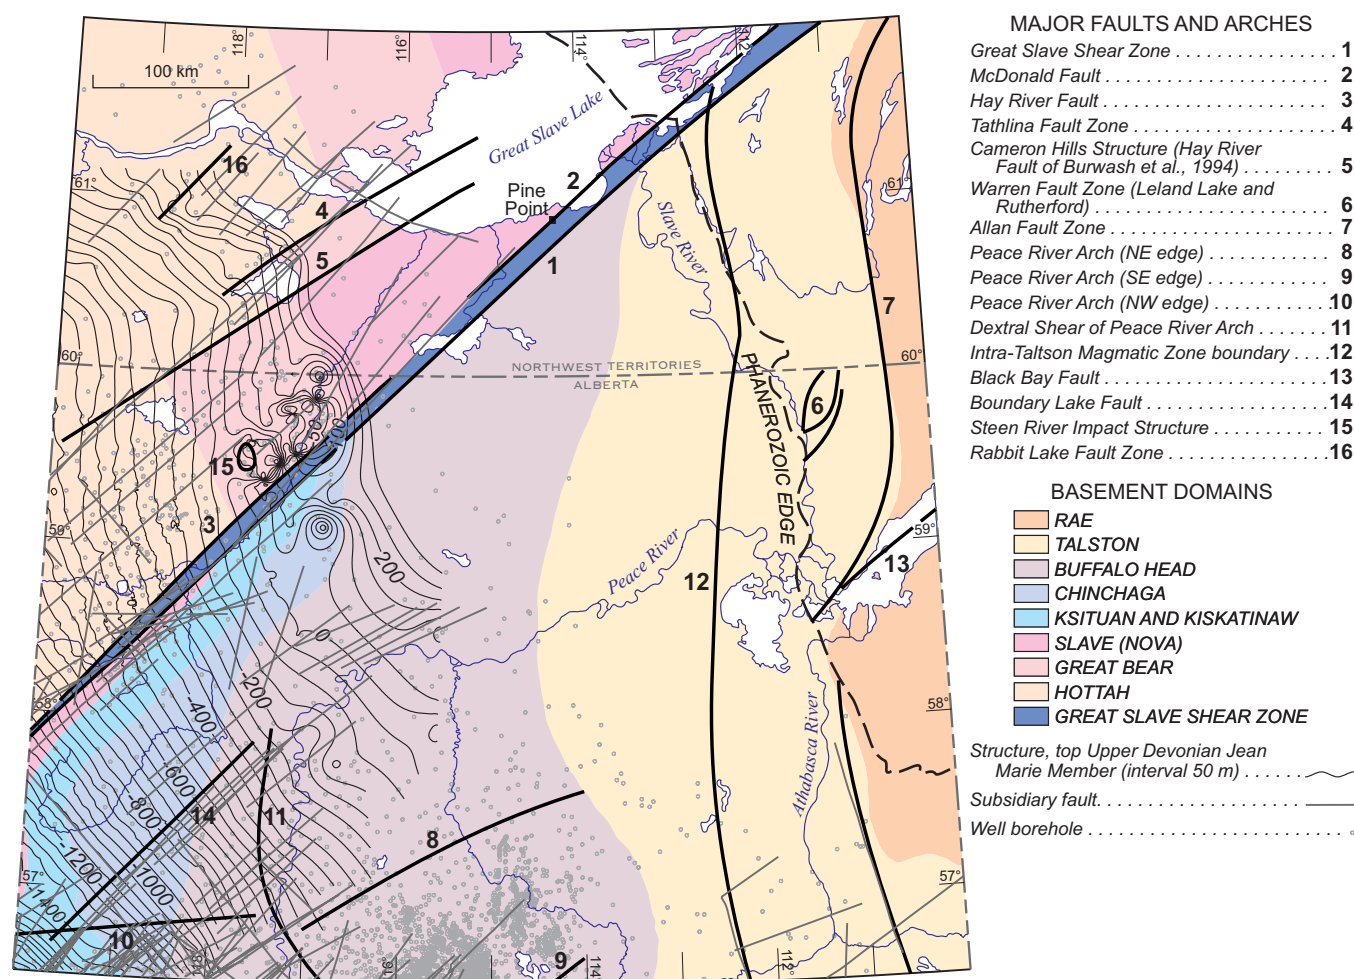 118°
116°
114°
112°
100 km
Great Slave Lake
16
61°
Pine
Point
2
4
5
1
Slave River
61°
7
60°
NORTHWEST TERRITORIES
ALBERTA
60°
PHANEROZOIC EDGE
6
15
3
59°
200
Peace River
12
13
59°
0
-200
-400
-600
-800
-1000
-1200
-1400
58°
58°
Athabasca River
14
11
8
57°
57°
10
9
118°
116°
114°
112°
MAJOR FAULTS AND ARCHES
Great Slave Shear Zone . . . . . . . . . . . . . . . . 1
McDonald Fault . . . . . . . . . . . . . . . . . . . . . . 2
Hay River Fault . . . . . . . . . . . . . . . . . . . . . . 3
Tathlina Fault Zone . . . . . . . . . . . . . . . . . . . . 4
Cameron Hills Structure (Hay River
Fault of Burwash et al., 1994) . . . . . . . . . 5
Warren Fault Zone (Leland Lake and
Rutherford) . . . . . . . . . . . . . . . . . . . . . . . 6
Allan Fault Zone . . . . . . . . . . . . . . . . . . . . . . 7
Peace River Arch (NE edge) . . . . . . . . . . . . 8
Peace River Arch (SE edge) . . . . . . . . . . . . 9
Peace River Arch (NW edge) . . . . . . . . . . . .10
Dextral Shear of Peace River Arch . . . . . . . 11
Intra-Taltson Magmatic Zone boundary . . . .12
Black Bay Fault . . . . . . . . . . . . . . . . . . . . . . 13
Boundary Lake Fault . . . . . . . . . . . . . . . . . . 14
Steen River Impact Structure . . . . . . . . . . . 15
Rabbit Lake Fault Zone . . . . . . . . . . . . . . . .16
BASEMENT DOMAINS
RAE
TALSTON
BUFFALO HEAD
CHINCHAGA
KSITUAN AND KISKATINAW
SLAVE (NOVA)
GREAT BEAR
HOTTAH
GREAT SLAVE SHEAR ZONE
Structure, top Upper Devonian Jean
Marie Member (interval 50 m) . . . . . .
Subsidiary fault. . . . . . . . . . . . . . . . . . . .
Well borehole . . . . . . . . . . . . . . . . . . . . . . . .